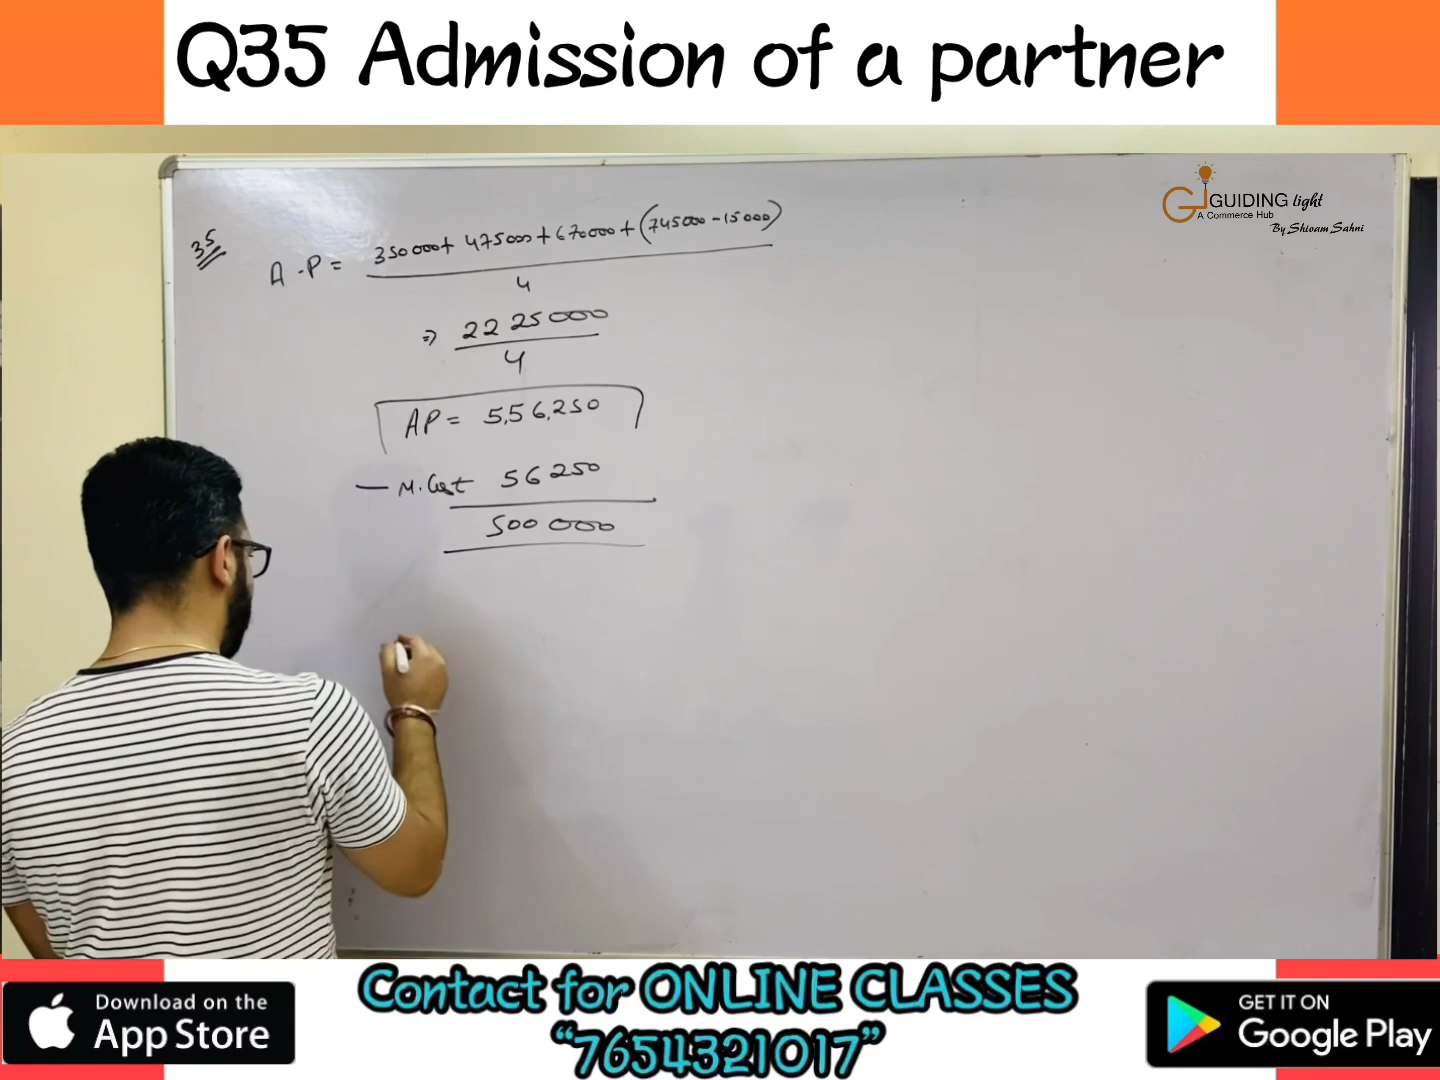 Q35 Admission of a partner
GUIDING light
A Commerce Hub
By Shivam Sahni
35
A.P = 350000+ 475000+670000+(745000-15000)
4
⇒ 2225000
4
AP = 5,56,250
— M.Cost 56250
500000
Contact for ONLINE CLASSES
"7654321017"
Download on the
App Store
GET IT ON
Google Play